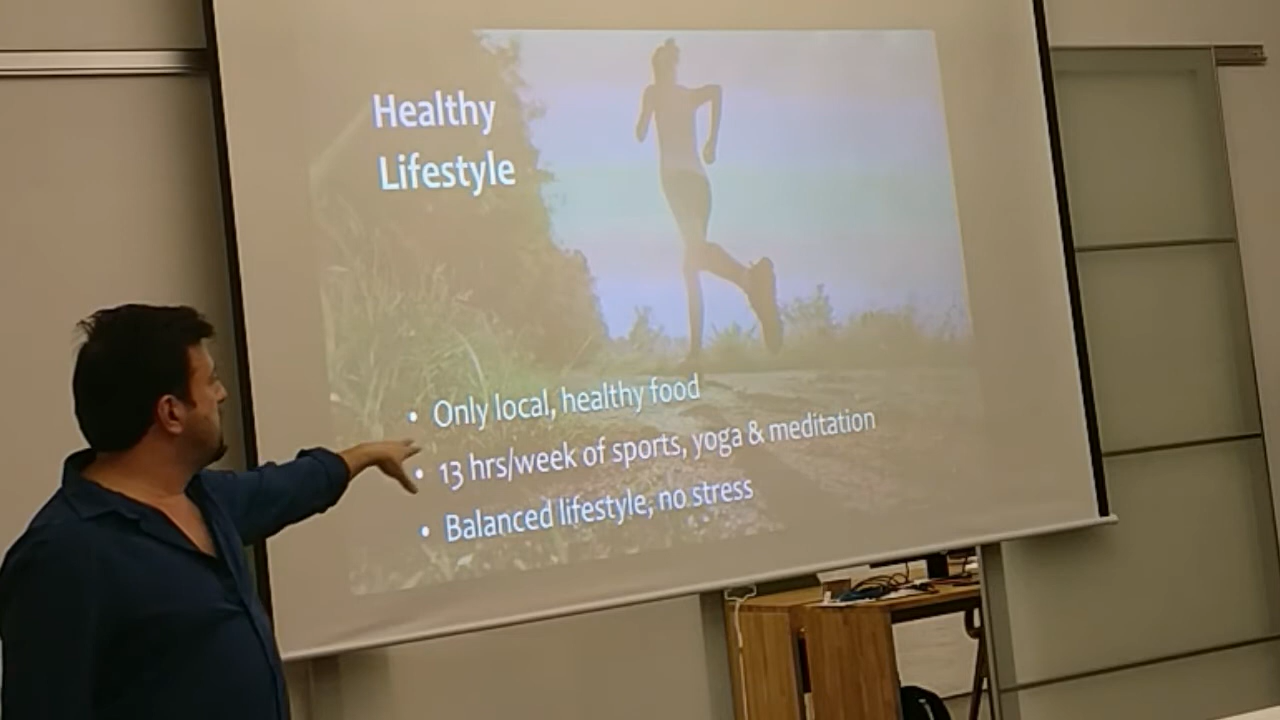 Healthy
Lifestyle
• Only local, healthy food
• 13 hrs/week of sports, yoga & meditation
• Balanced lifestyle, no stress